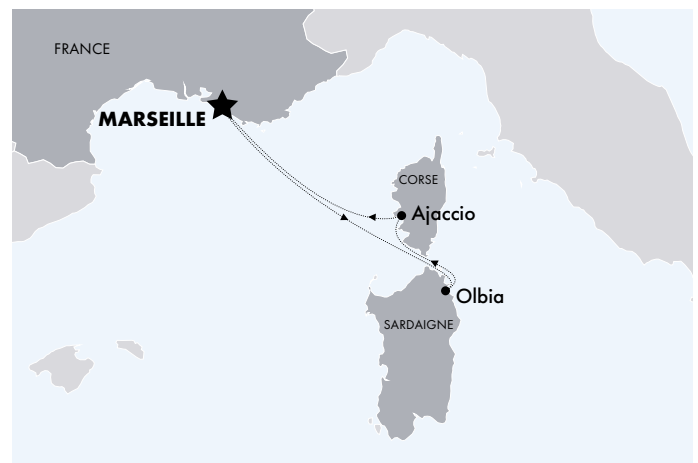 FRANCE
MARSEILLE
CORSE
Ajaccio
Olbia
SARDAIGNE